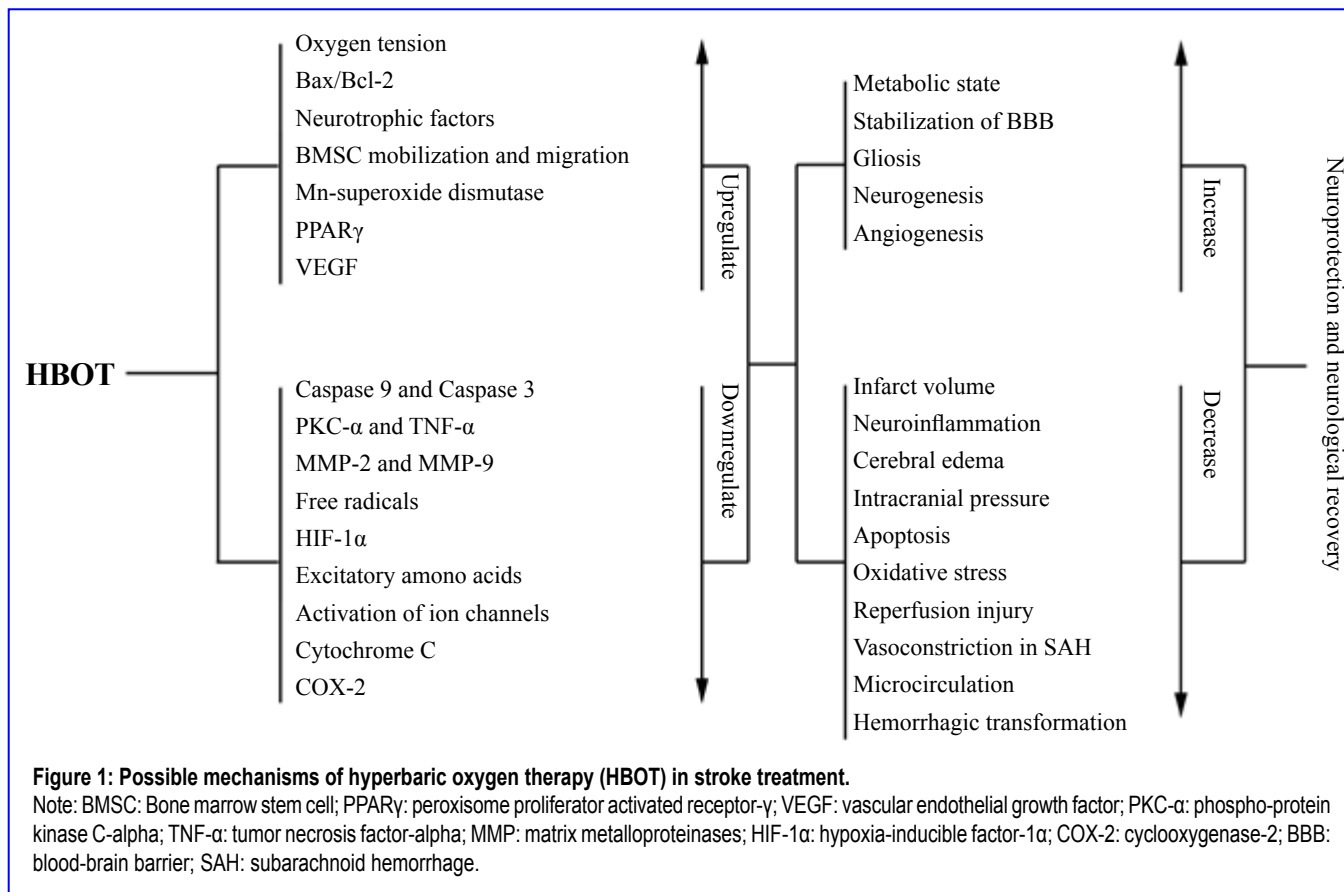 HBOT
Oxygen tension
Bax/Bcl-2
Neurotrophic factors
BMSC mobilization and migration
Mn-superoxide dismutase
PPARγ
VEGF
Caspase 9 and Caspase 3
PKC-α and TNF-α
MMP-2 and MMP-9
Free radicals
HIF-1α
Excitatory amono acids
Activation of ion channels
Cytochrome C
COX-2
Upregulate
Downregulate
Metabolic state
Stabilization of BBB
Gliosis
Neurogenesis
Angiogenesis
Infarct volume
Neuroinflammation
Cerebral edema
Intracranial pressure
Apoptosis
Oxidative stress
Reperfusion injury
Vasoconstriction in SAH
Microcirculation
Hemorrhagic transformation
Increase
Decrease
Neuroprotection and neurological recovery
Figure 1: Possible mechanisms of hyperbaric oxygen therapy (HBOT) in stroke treatment.
Note: BMSC: Bone marrow stem cell; PPARγ: peroxisome proliferator activated receptor-γ; VEGF: vascular endothelial growth factor; PKC-α: phospho-protein
kinase C-alpha; TNF-α: tumor necrosis factor-alpha; MMP: matrix metalloproteinases; HIF-1α: hypoxia-inducible factor-1α; COX-2: cyclooxygenase-2; BBB:
blood-brain barrier; SAH: subarachnoid hemorrhage.